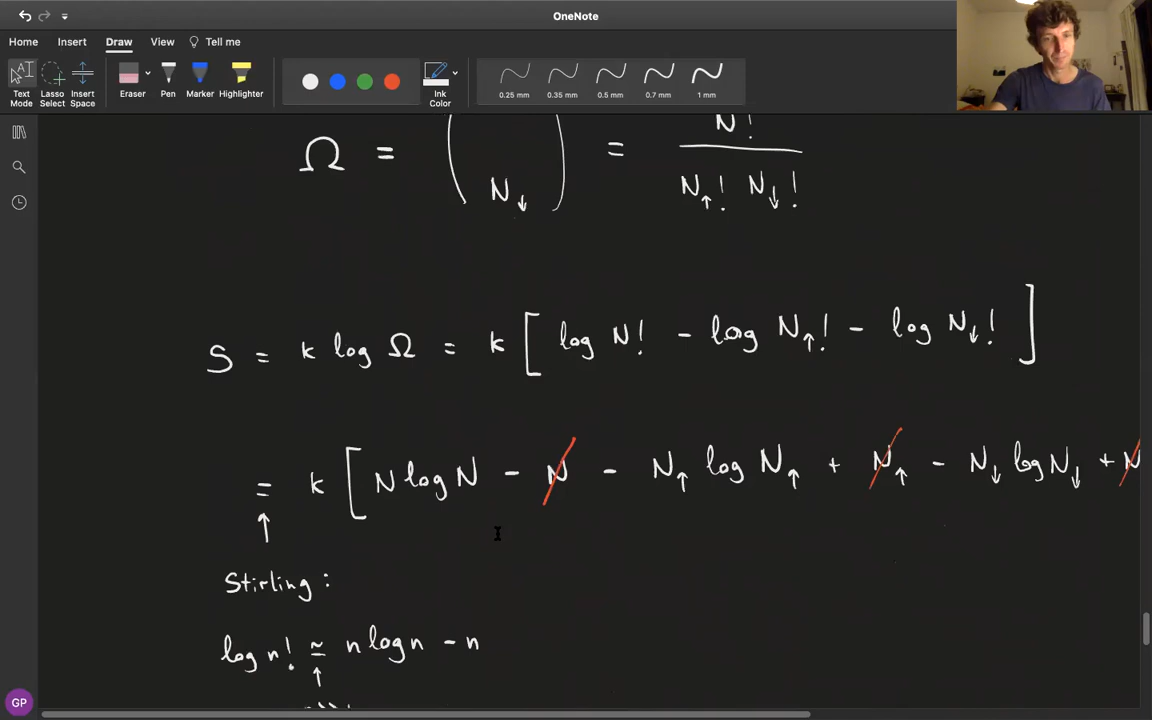 OneNote
Home Insert Draw View Tell me
Text Mode
Lasso Select
Insert Space
Eraser
Pen
Marker
Highlighter
Ink Color
0.25 mm 0.35 mm 0.5 mm 0.7 mm 1 mm
Ω = ( N↓ ) = N! / N↑! N↓!
S = k log Ω = k [ log N! - log N↑! - log N↓! ]
= k [ N log N - N - N↑ log N↑ + N↑ - N↓ log N↓ + N
↑
Stirling:
log n! ≃ n log n - n
↑
GP